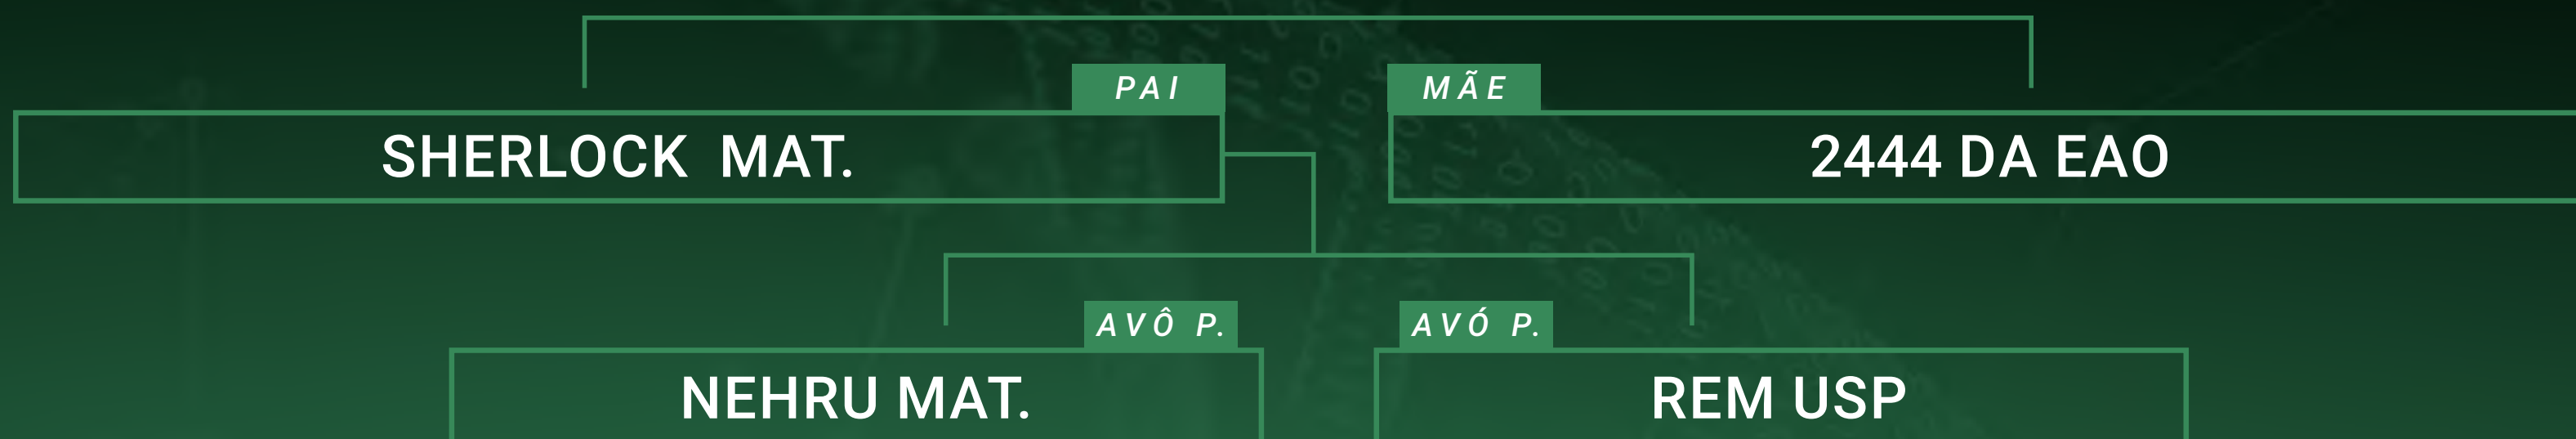 PAI
MÃE
SHERLOCK MAT.
2444 DA EAO
AVÔ P.
AVÓ P.
NEHRU MAT.
REM USP